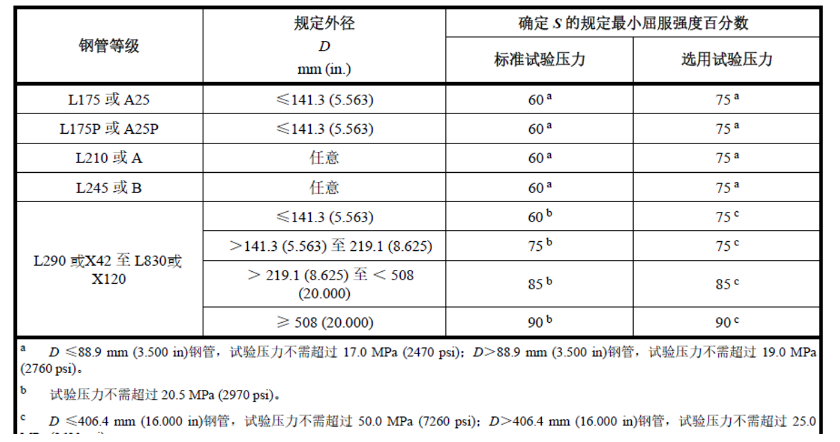 钢管等级
规定外径
D
mm (in.)
确定 S 的规定最小屈服强度百分数
标准试验压力
选用试验压力
L175 或 A25
≤141.3 (5.563)
60 a
75 a
L175P 或 A25P
≤141.3 (5.563)
60 a
75 a
L210 或 A
任意
60 a
75 a
L245 或 B
任意
60 a
75 a
L290 或X42 至 L830或
X120
≤141.3 (5.563)
60 b
75 c
>141.3 (5.563) 至 219.1 (8.625)
75 b
75 c
> 219.1 (8.625) 至 < 508
(20.000)
85 b
85 c
≥ 508 (20.000)
90 b
90 c
a D ≤88.9 mm (3.500 in)钢管，试验压力不需超过 17.0 MPa (2470 psi)；D>88.9 mm (3.500 in)钢管，试验压力不需超过 19.0 MPa
(2760 psi)。
b 试验压力不需超过 20.5 MPa (2970 psi)。
c D ≤406.4 mm (16.000 in)钢管，试验压力不需超过 50.0 MPa (7260 psi)；D>406.4 mm (16.000 in)钢管，试验压力不需超过 25.0